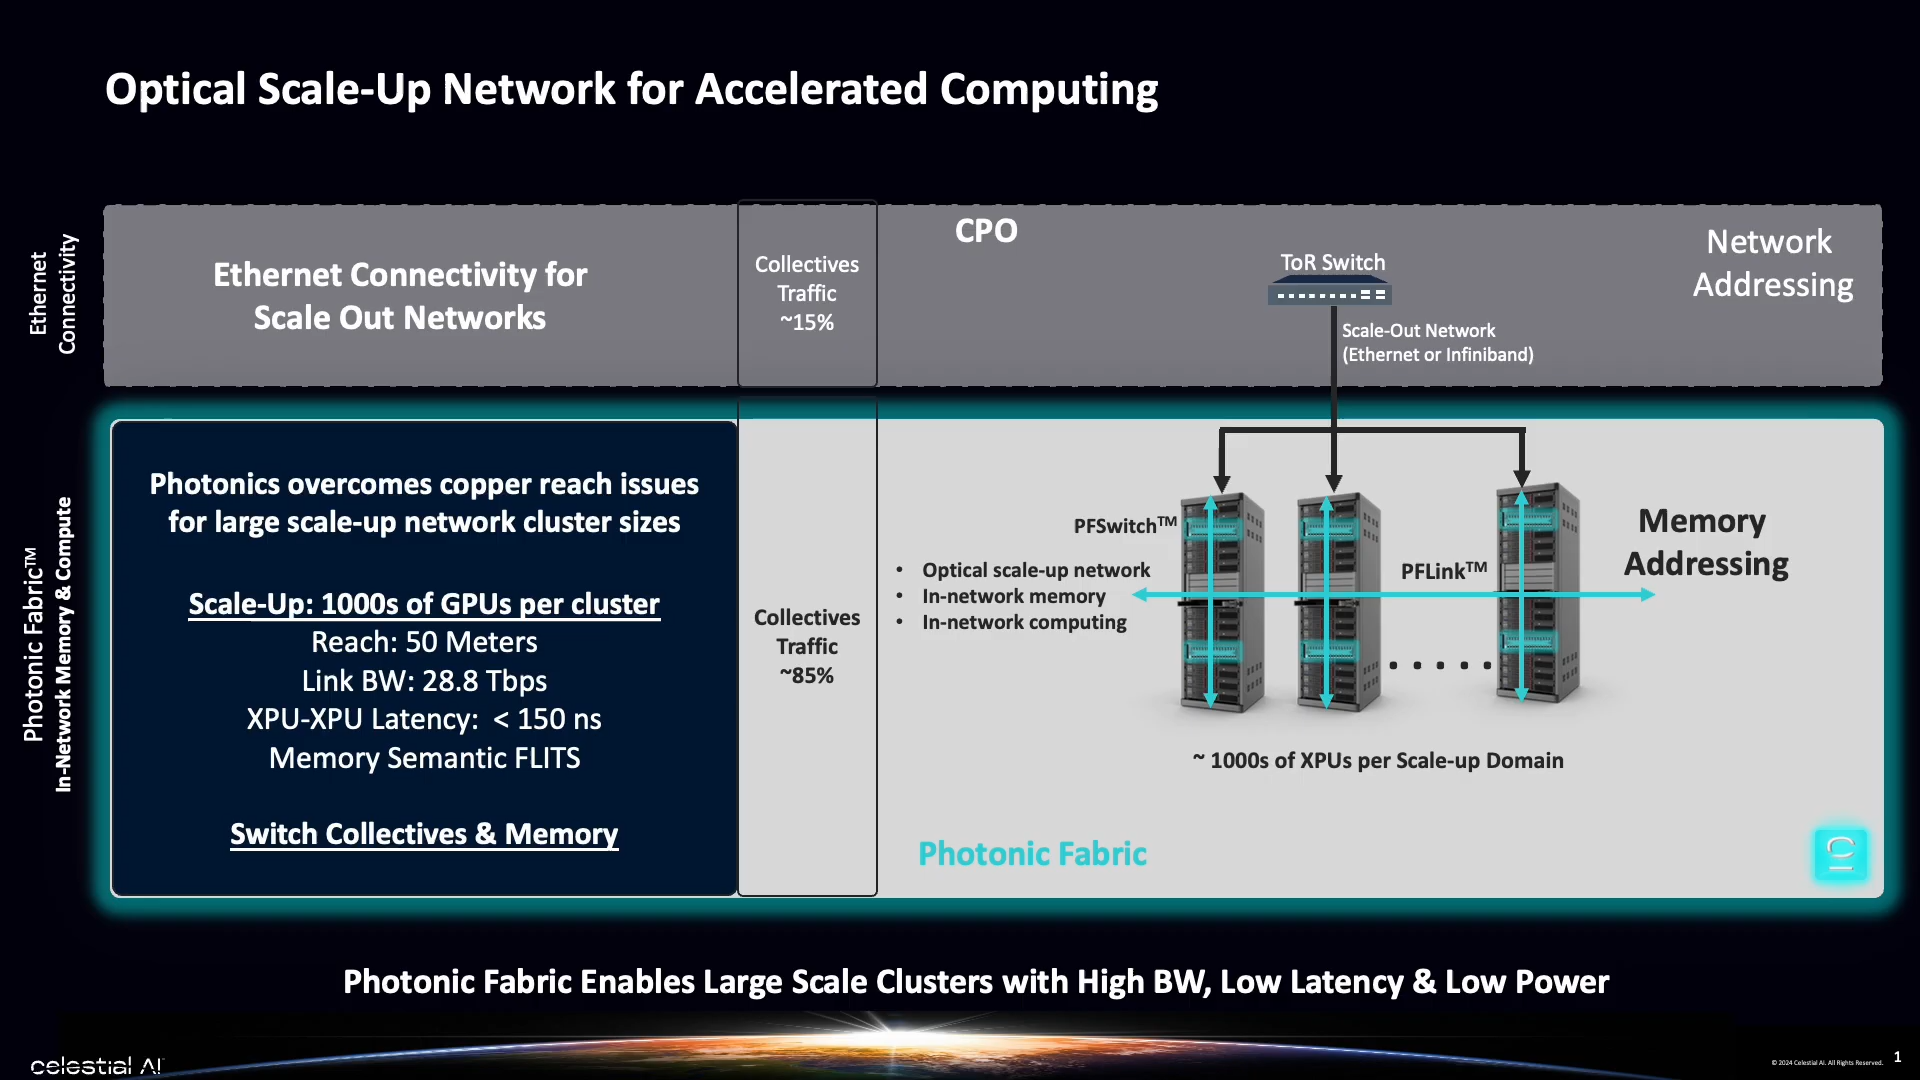 Optical Scale-Up Network for Accelerated Computing
Ethernet
Connectivity
Ethernet Connectivity for
Scale Out Networks
Collectives
Traffic
~15%
CPO
ToR Switch
Scale-Out Network
(Ethernet or Infiniband)
Network
Addressing
Photonic Fabric™
In-Network Memory & Compute
Photonics overcomes copper reach issues
for large scale-up network cluster sizes
Scale-Up: 1000s of GPUs per cluster
Reach: 50 Meters
Link BW: 28.8 Tbps
XPU-XPU Latency: < 150 ns
Memory Semantic FLITS
Switch Collectives & Memory
Collectives
Traffic
~85%
PFSwitch™
• Optical scale-up network
• In-network memory
• In-network computing
PFLink™
Memory
Addressing
~ 1000s of XPUs per Scale-up Domain
Photonic Fabric
Photonic Fabric Enables Large Scale Clusters with High BW, Low Latency & Low Power
celestial AI
© 2024 Celestial AI. All Rights Reserved.
1